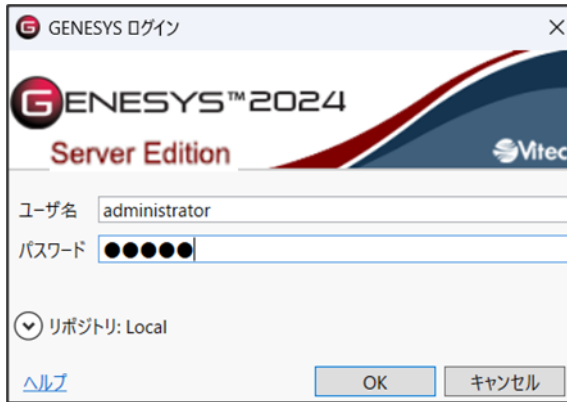 GENESYS ログイン
GENESYS™2024
Server Edition
Vitec
ユーザ名 administrator
パスワード ●●●●●
リポジトリ: Local
ヘルプ OK キャンセル